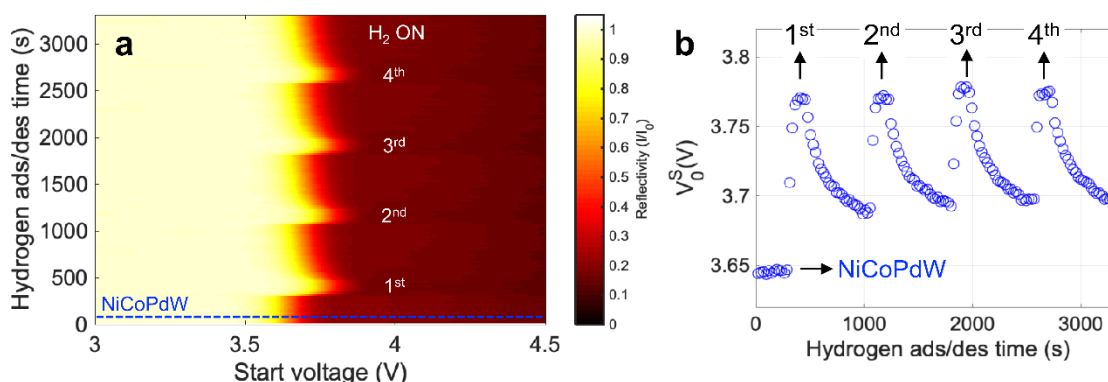 a
H₂ ON
4ᵗʰ
3ʳᵈ
2ⁿᵈ
1ˢᵗ
NiCoPdW
Hydrogen ads/des time (s)
3000
2500
2000
1500
1000
500
0
3
3.5
4
4.5
Start voltage (V)
1
0.9
0.8
0.7
0.6
0.5
0.4
0.3
0.2
0.1
0
Reflectivity (I/I₀)
b
1ˢᵗ
2ⁿᵈ
3ʳᵈ
4ᵗʰ
3.8
3.75
3.7
3.65
V₀ˢ(V)
NiCoPdW
0
1000
2000
3000
Hydrogen ads/des time (s)